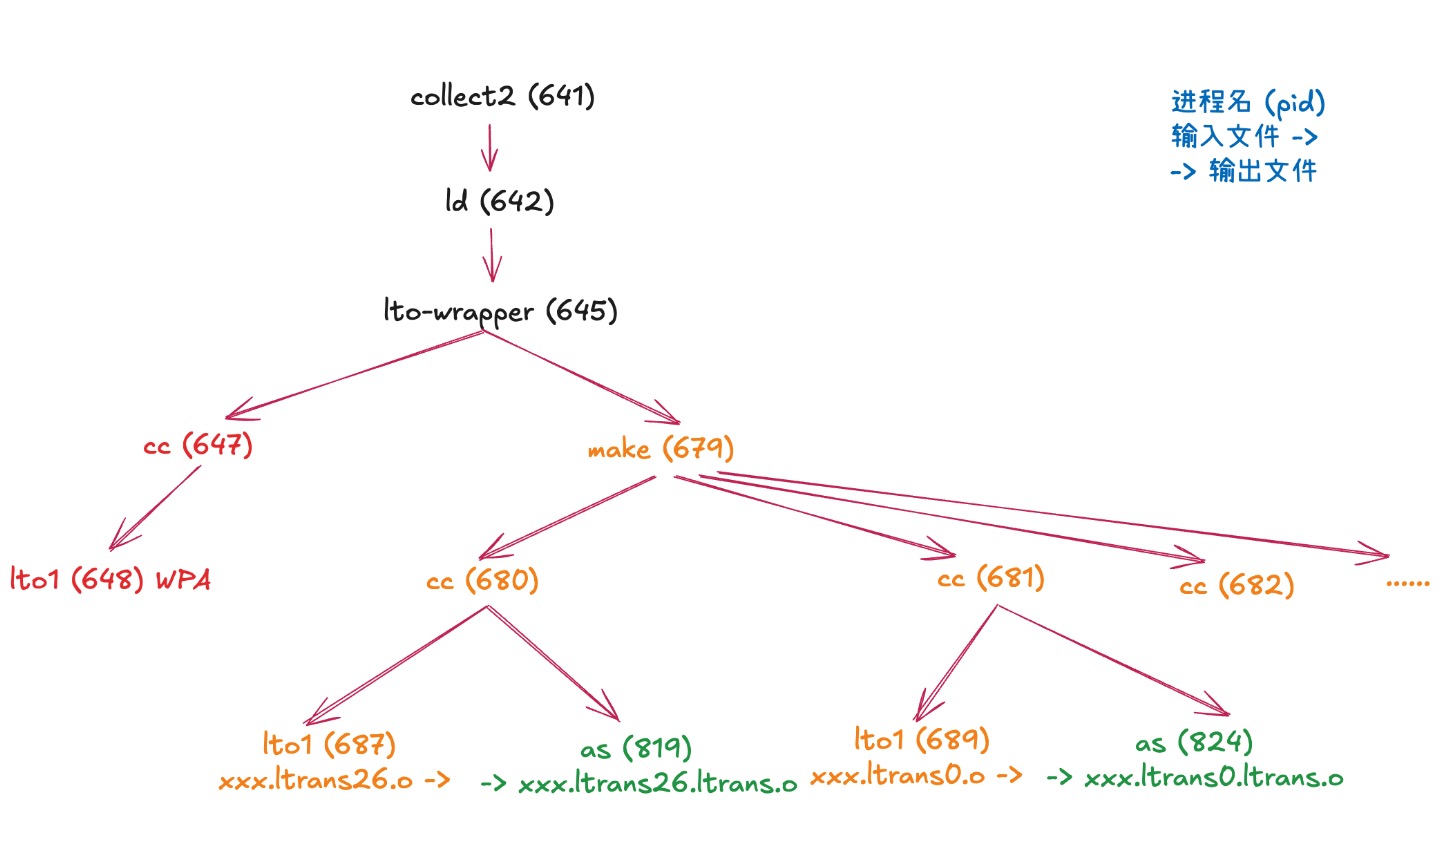 collect2 (641)
进程名 (pid)
输入文件 ->
-> 输出文件
ld (642)
lto-wrapper (645)
cc (647)
make (679)
lto1 (648) WPA
cc (680)
cc (681)
cc (682)
......
lto1 (687)
xxx.ltrans26.o ->
as (819)
-> xxx.ltrans26.ltrans.o
lto1 (689)
xxx.ltrans0.o ->
as (824)
-> xxx.ltrans0.ltrans.o